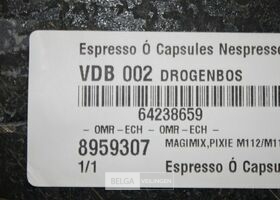 Espresso Ó Capsules Nespresso
VDB 002 DROGENBOS
64238659
- OMR-ECH - OMR-ECH -
8959307 MAGIMIX,PIXIE M112/M11
1/1 Espresso Ó Capsu
BELGA